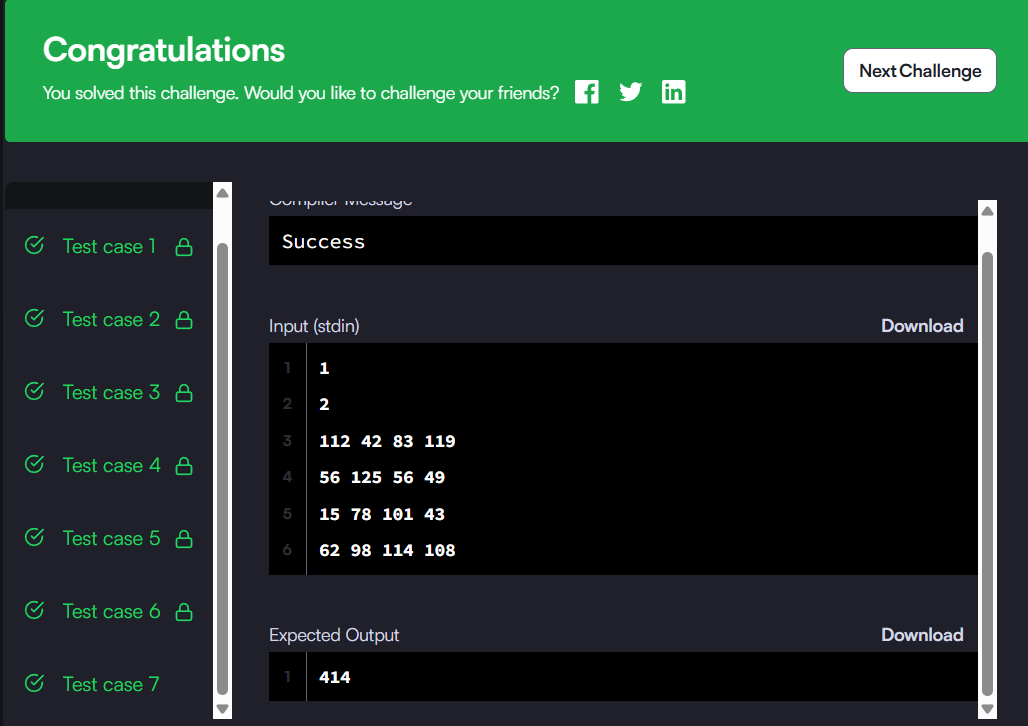 Congratulations
You solved this challenge. Would you like to challenge your friends?
Next Challenge
Test case 1
Test case 2
Test case 3
Test case 4
Test case 5
Test case 6
Test case 7
Compiler Message
Success
Input (stdin)
Download
1 1
2 2
3 112 42 83 119
4 56 125 56 49
5 15 78 101 43
6 62 98 114 108
Expected Output
Download
1 414